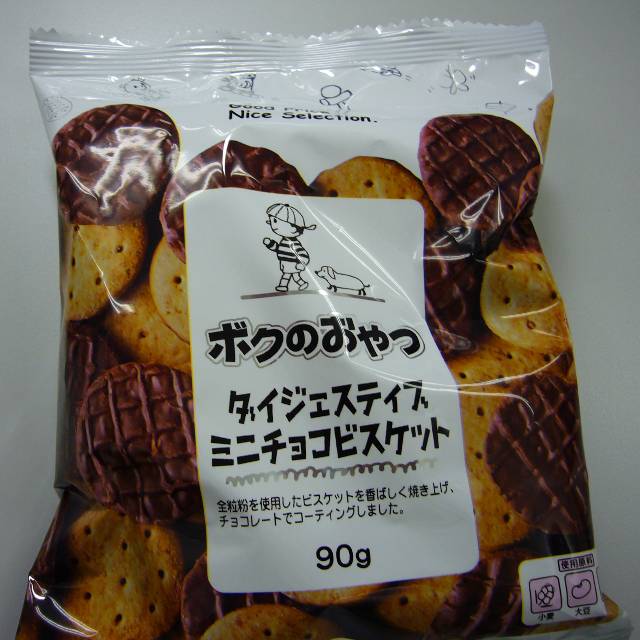 Good
Nice Selection.
ボクのおやつ
ダイジェスティブ
ミニチョコビスケット
全粒粉を使用したビスケットを香ばしく焼き上げ、
チョコレートでコーティングしました。
90g
使用原料
小麦
大豆